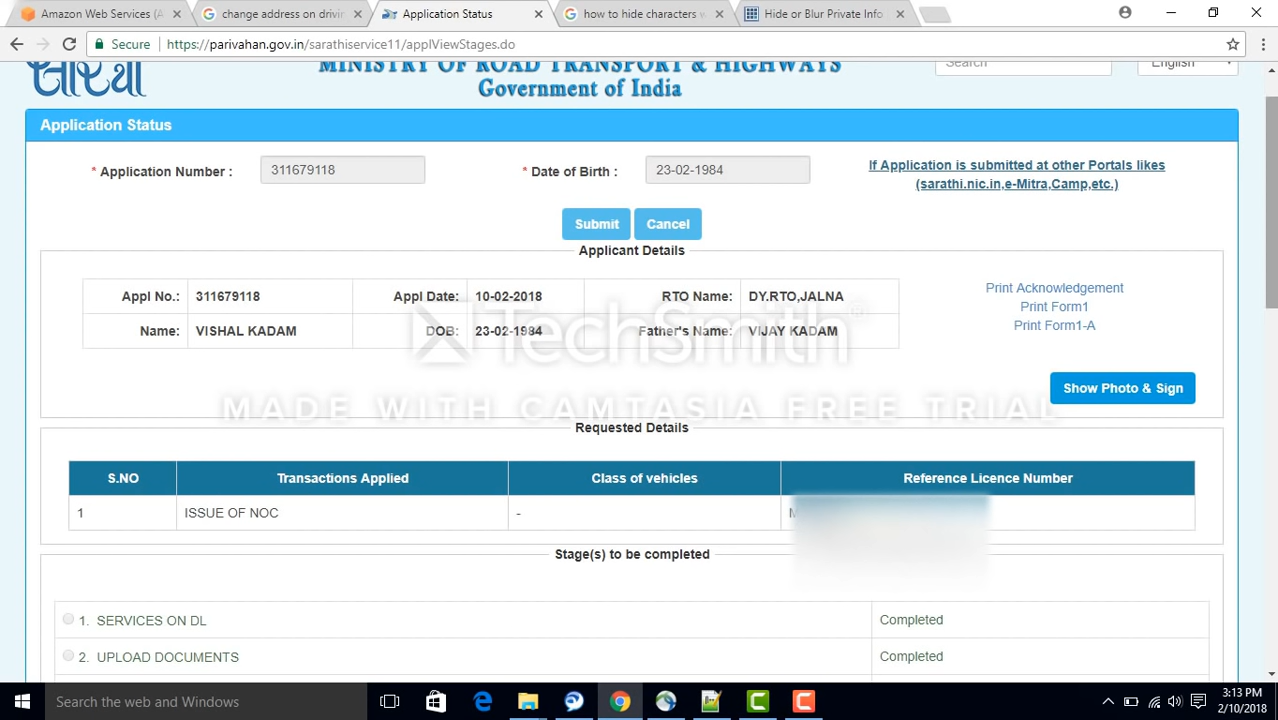 Amazon Web Services (A
change address on drivin
Application Status
how to hide characters w
Hide or Blur Private Info
Secure https://parivahan.gov.in/sarathiservice11/applViewStages.do
सारथी
MINISTRY OF ROAD TRANSPORT & HIGHWAYS
Government of India
Search English
Application Status
* Application Number : 311679118 * Date of Birth : 23-02-1984
If Application is submitted at other Portals likes
(sarathi.nic.in,e-Mitra,Camp,etc.)
Submit Cancel
Applicant Details
Appl No.: 311679118 Appl Date: 10-02-2018 RTO Name: DY.RTO,JALNA
Name: VISHAL KADAM DOB: 23-02-1984 Father's Name: VIJAY KADAM
Print Acknowledgement
Print Form1
Print Form1-A
TechSmith®
MADE WITH CAMTASIA FREE TRIAL
Show Photo & Sign
Requested Details
S.NO Transactions Applied Class of vehicles Reference Licence Number
1 ISSUE OF NOC -
Stage(s) to be completed
1. SERVICES ON DL Completed
2. UPLOAD DOCUMENTS Completed
Search the web and Windows
3:13 PM
2/10/2018